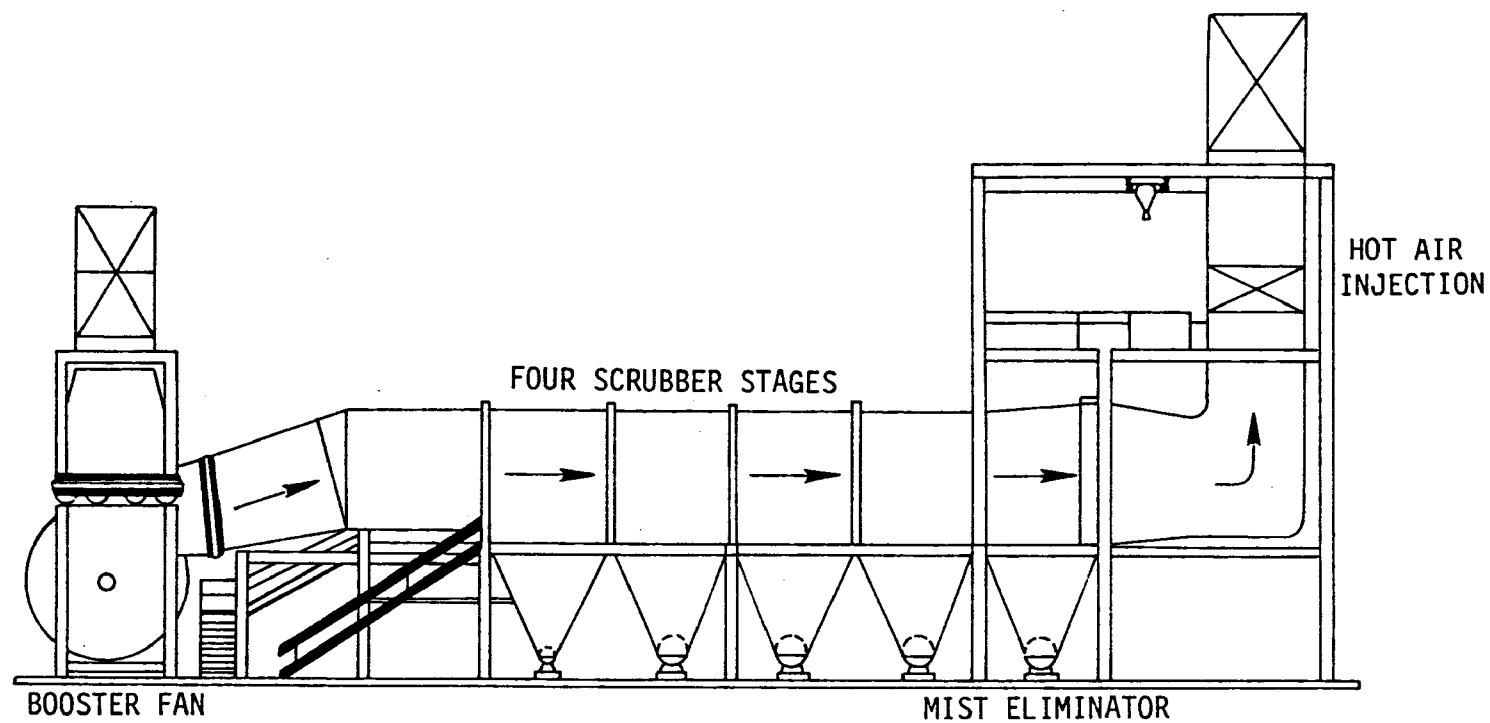 HOT AIR
INJECTION
FOUR SCRUBBER STAGES
BOOSTER FAN
MIST ELIMINATOR